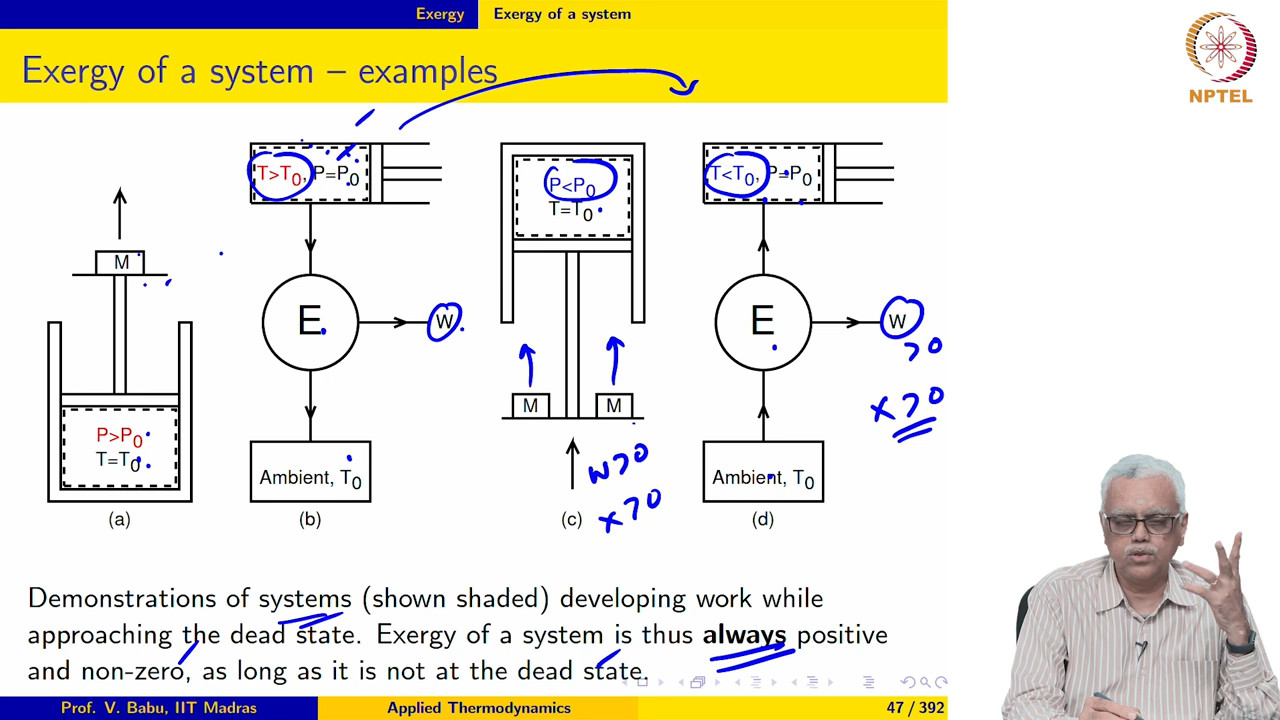 Exergy Exergy of a system
Exergy of a system – examples
NPTEL
M
P>P0
T=T0
(a)
T>T0, P=P0
E
W
Ambient, T0
(b)
P<P0
T=T0
M M
W>0
X>0
(c)
T<T0, P=P0
E
W
>0
X>0
Ambient, T0
(d)
Demonstrations of systems (shown shaded) developing work while
approaching the dead state. Exergy of a system is thus always positive
and non-zero, as long as it is not at the dead state.
Prof. V. Babu, IIT Madras Applied Thermodynamics 47 / 392